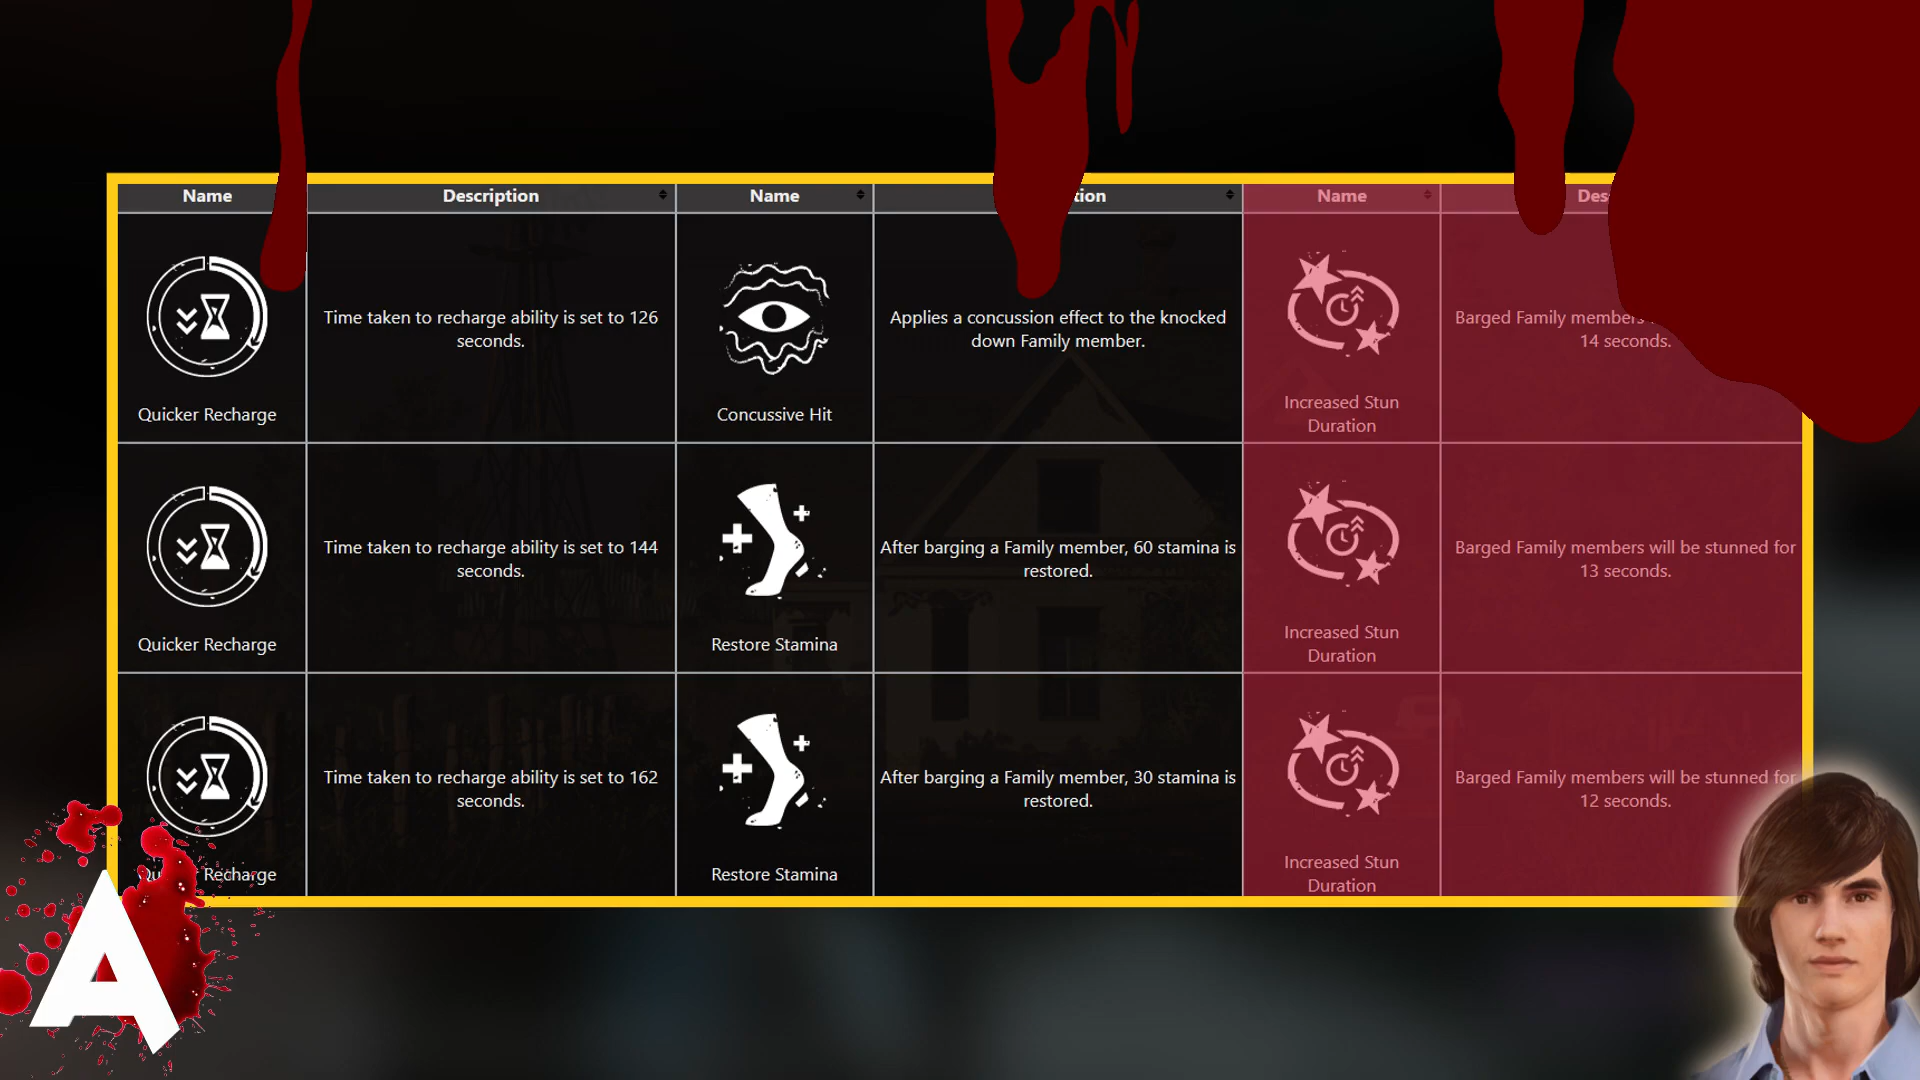 Name Description Name tion Name Des
Time taken to recharge ability is set to 126
seconds.
Quicker Recharge
Applies a concussion effect to the knocked
down Family member.
Concussive Hit
Barged Family members
14 seconds.
Increased Stun
Duration
Time taken to recharge ability is set to 144
seconds.
Quicker Recharge
After barging a Family member, 60 stamina is
restored.
Restore Stamina
Barged Family members will be stunned for
13 seconds.
Increased Stun
Duration
Time taken to recharge ability is set to 162
seconds.
Recharge
After barging a Family member, 30 stamina is
restored.
Restore Stamina
Barged Family members will be stunned for
12 seconds.
Increased Stun
Duration
A